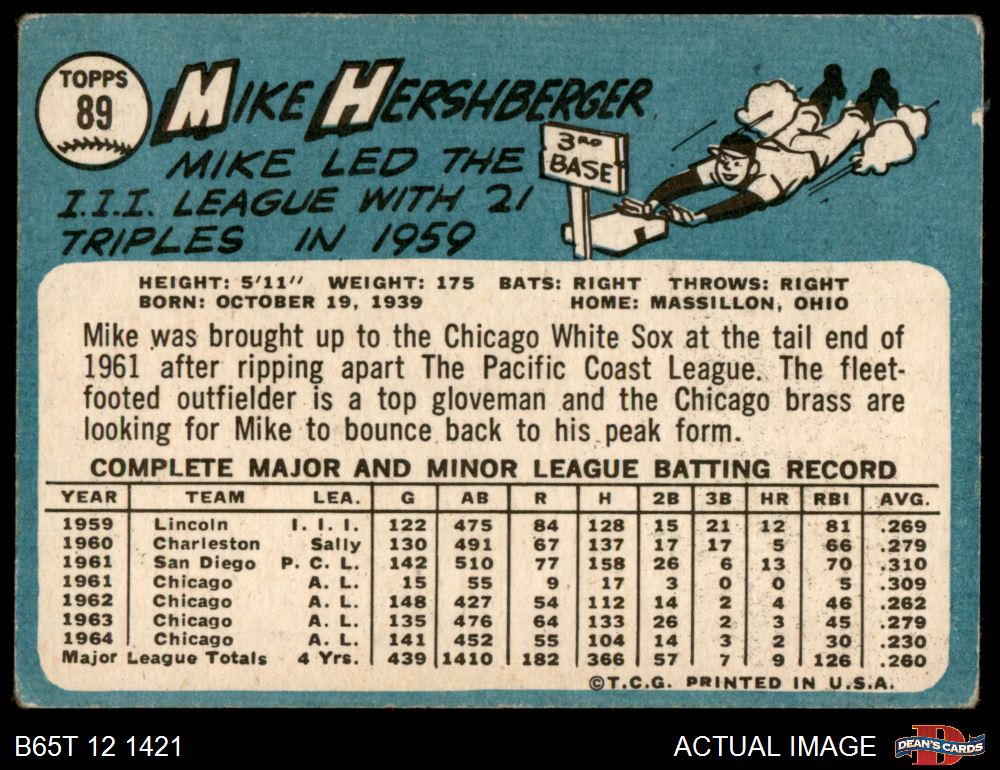 TOPPS
89
MIKE HERSHBERGER
MIKE LED THE
I.I.I. LEAGUE WITH 21
TRIPLES IN 1959
3RD
BASE
HEIGHT: 5'11" WEIGHT: 175 BATS: RIGHT THROWS: RIGHT
BORN: OCTOBER 19, 1939 HOME: MASSILLON, OHIO
Mike was brought up to the Chicago White Sox at the tail end of
1961 after ripping apart The Pacific Coast League. The fleet-
footed outfielder is a top gloveman and the Chicago brass are
looking for Mike to bounce back to his peak form.
COMPLETE MAJOR AND MINOR LEAGUE BATTING RECORD
YEAR TEAM LEA. G AB R H 2B 3B HR RBI AVG.
1959 Lincoln I. I. I. 122 475 84 128 15 21 12 81 .269
1960 Charleston Sally 130 491 67 137 17 17 5 66 .279
1961 San Diego P. C. L. 142 510 77 158 26 6 13 70 .310
1961 Chicago A. L. 15 55 9 17 3 0 0 5 .309
1962 Chicago A. L. 148 427 54 112 14 2 4 46 .262
1963 Chicago A. L. 135 476 64 133 26 2 3 45 .279
1964 Chicago A. L. 141 452 55 104 14 3 2 30 .230
Major League Totals 4 Yrs. 439 1410 182 366 57 7 9 126 .260
©T.C.G. PRINTED IN U.S.A.
B65T 12 1421
ACTUAL IMAGE
DEAN'S CARDS